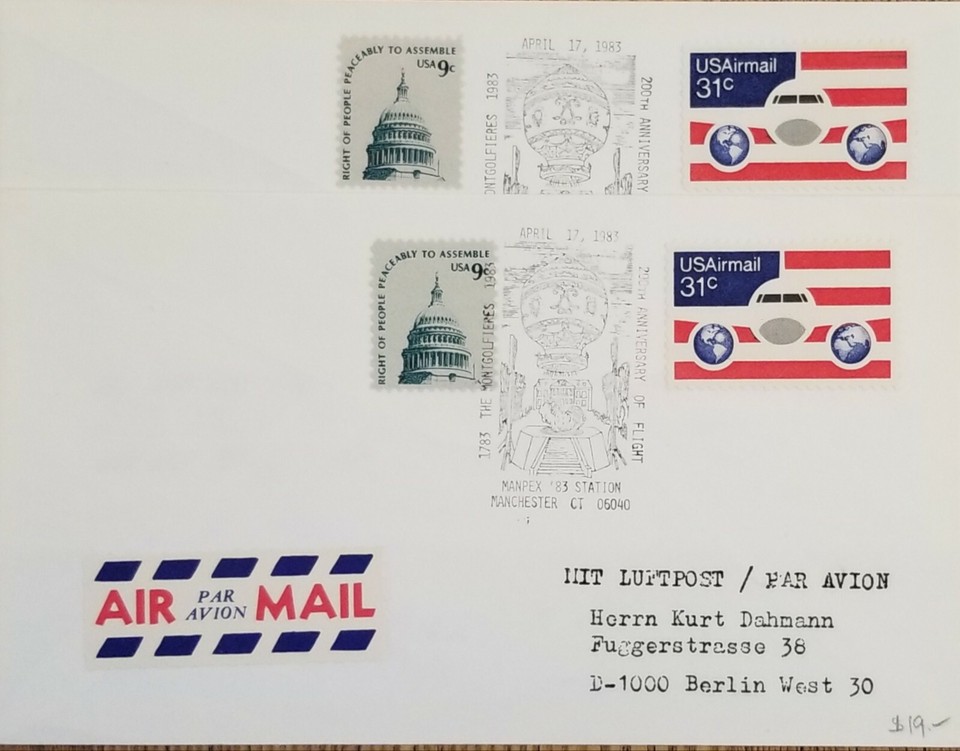 RIGHT OF PEOPLE PEACEABLY TO ASSEMBLE
USA 9c
APRIL 17, 1983
ONTGOLFIERES 1983
200TH ANNIVERSARY
USAirmail
31c
RIGHT OF PEOPLE PEACEABLY TO ASSEMBLE
USA 9c
APRIL 17, 1983
1783 THE MONTGOLFIERES 1983
200TH ANNIVERSARY OF FLIGHT
MANPEX '83 STATION
MANCHESTER CT 06040
USAirmail
31c
AIR PAR AVION MAIL
MIT LUFTPOST / PAR AVION
Herrn Kurt Dahmann
Fuggerstrasse 38
D-1000 Berlin West 30
$19.-